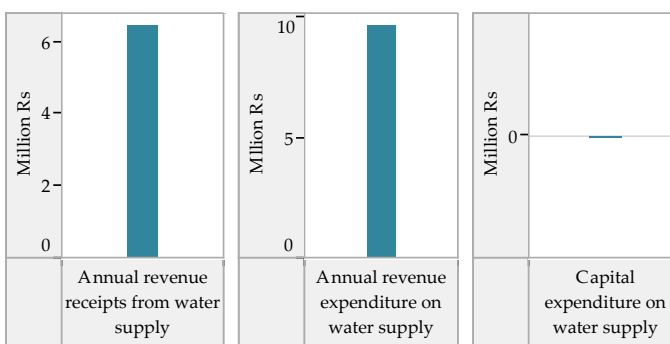 Million Rs
6
4
2
0
Annual revenue
receipts from water
supply
Million Rs
10
5
0
Annual revenue
expenditure on
water supply
Million Rs
0
Capital
expenditure on
water supply